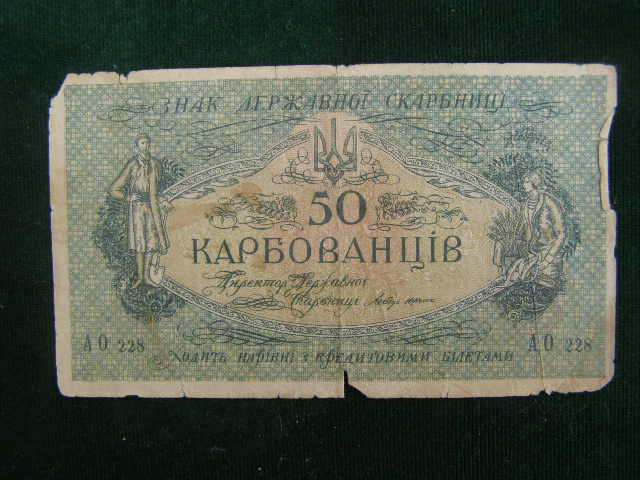 ЗНАК ДЕРЖАВНОЇ СКАРБНИЦІ
50
КАРБОВАНЦІВ
Директор Державної
Скарбниці
АО 228 АО 228
Ходить нарівні з кредитовими білетами